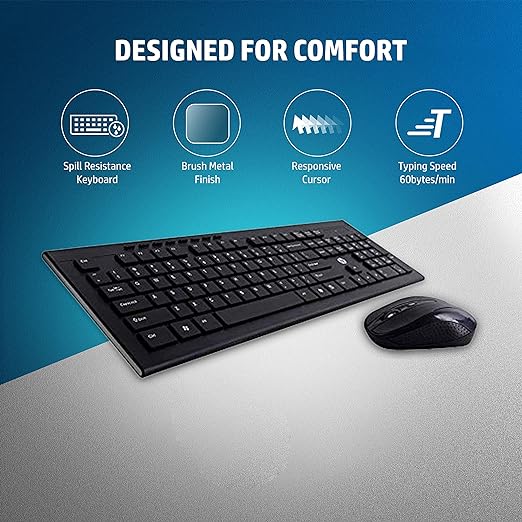 DESIGNED FOR COMFORT
Spill Resistance
Keyboard
Brush Metal
Finish
Responsive
Cursor
Typing Speed
60bytes/min